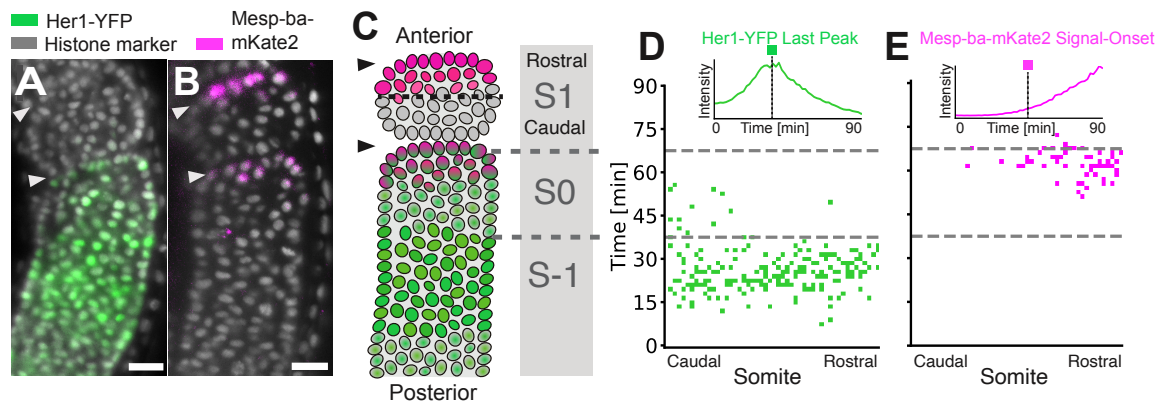 Her1-YFP
Histone marker
Mesp-ba-
mKate2
A
B
C
Anterior
Rostral
S1
Caudal
S0
S-1
Posterior
D
Her1-YFP Last Peak
Intensity
0
Time [min]
90
90
75
60
45
30
15
0
Time [min]
Caudal
Rostral
Somite
E
Mesp-ba-mKate2 Signal-Onset
Intensity
0
Time [min]
90
Caudal
Rostral
Somite